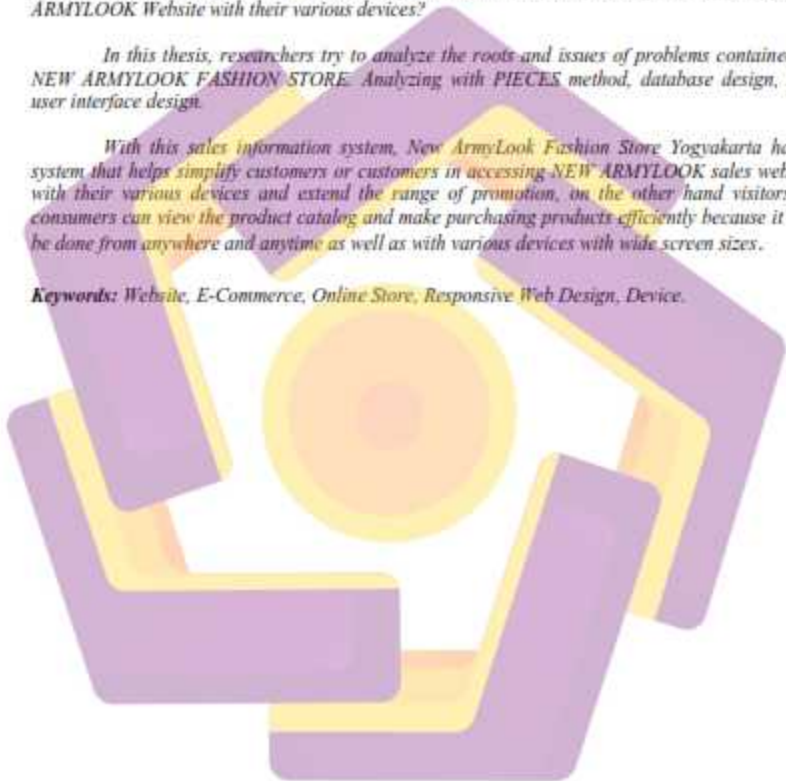 ARMYLOOK Website with their various devices?
In this thesis, researchers try to analyze the roots and issues of problems containe
NEW ARMYLOOK FASHION STORE. Analyzing with PIECES method, database design,
user interface design.
With this sales information system, New ArmyLook Fashion Store Yogyakarta ha
system that helps simplify customers or customers in accessing NEW ARMYLOOK sales web
with their various devices and extend the range of promotion, on the other hand visitors
consumers can view the product catalog and make purchasing products efficiently because it
be done from anywhere and anytime as well as with various devices with wide screen sizes.
Keywords: Website, E-Commerce, Online Store, Responsive Web Design, Device.